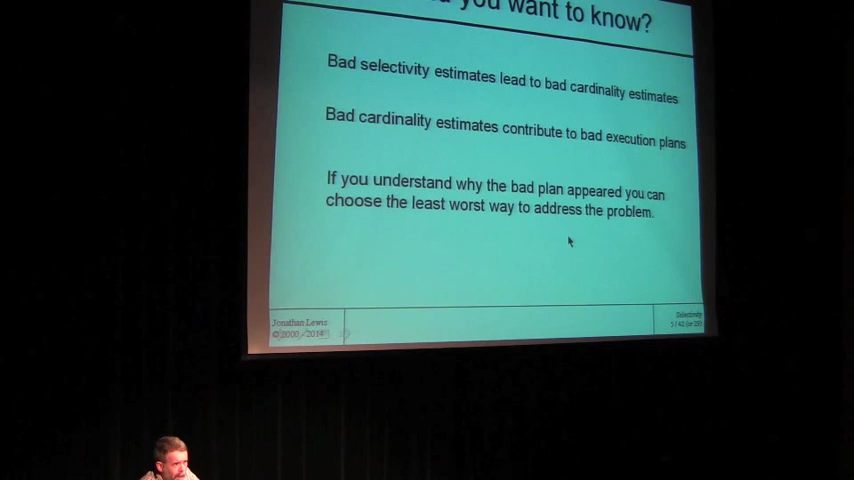 you want to know?
Bad selectivity estimates lead to bad cardinality estimates
Bad cardinality estimates contribute to bad execution plans
If you understand why the bad plan appeared you can
choose the least worst way to address the problem.
Jonathan Lewis
© 2000 / 2014
Selectivity